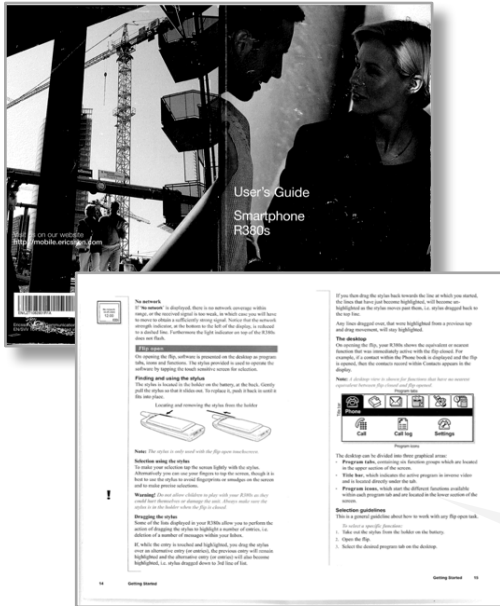 User's Guide
Smartphone
R380s
Visit us on our website
http://mobile.ericsson.com
No network
If "No network" is displayed, there is no network coverage within
range, or the received signal is too weak, in which case you will have
to move to obtain a sufficiently strong signal. Notice that the network
strength indicator, at the bottom to the left of the display, is reduced
to a dashed line. Furthermore the light indicator on top of the R380s
does not flash.
Flip open
On opening the flip, software is presented on the desktop as program
tabs, icons and functions. The stylus provided is used to operate the
software by tapping the touch sensitive screen for selection.
Finding and using the stylus
The stylus is located in the holder on the battery, at the back. Gently
pull the stylus so that it slides out. To replace it, push it back in until it
into place.
Locating and removing the stylus from the holder
Note: The stylus is only used with the flip open touchscreen.
Selection using the stylus
To make your selection tap the screen lightly with the stylus.
Alternatively you can use your fingers to tap the screen, though it is
best to use the stylus to avoid fingerprints or smudges on the screen
and to make precise selections.
!
Warning! Do not allow children to play with your R380s as they
could hurt themselves or damage the unit. Always make sure the
stylus is in the holder when the flip is closed.
Dragging the stylus
Some of the lists displayed in your R380s allow you to perform the
action of dragging the stylus to highlight a number of entries, i.e.
deletion of a number of messages within your Inbox.
If, while the entry is touched and highlighted, you drag the stylus
over an alternative entry (or entries), the previous entry will remain
highlighted and the alternative entry (or entries) will also become
highlighted, i.e. stylus dragged down to 3rd line of list.
14
Getting Started
If you then drag the stylus back towards the line at which you started,
the lines that have just become highlighted, will become un-
highlighted as the stylus moves past them, i.e. stylus dragged back to
the top line.
Any lines dragged over, that were highlighted from a previous tap
and drag movement, will stay highlighted.
The desktop
On opening the flip, your R380s shows the equivalent or nearest
function that was immediately active with the flip closed. For
example, if a contact within the Phone book is displayed and the flip
is opened, then the contacts record within Contacts appears in the
display.
Note: A desktop view is shown for functions that have no nearest
equivalent between flip closed and flip opened.
Program tabs
Title bar
Phone
Call
Call log
Settings
Program icons
The desktop can be divided into three graphical areas:
• Program tabs, containing six function groups which are located
in the upper section of the screen.
• Title bar, which indicates the active program in inverse video
and is located directly under the tab.
• Program icons, which start the different functions available
within each program tab and are located in the lower section of the
screen.
Selection guidelines
This is a general guideline about how to work with any flip open task.
To select a specific function:
1. Take out the stylus from the holder on the battery.
2. Open the flip.
3. Select the desired program tab on the desktop.
Getting Started
15